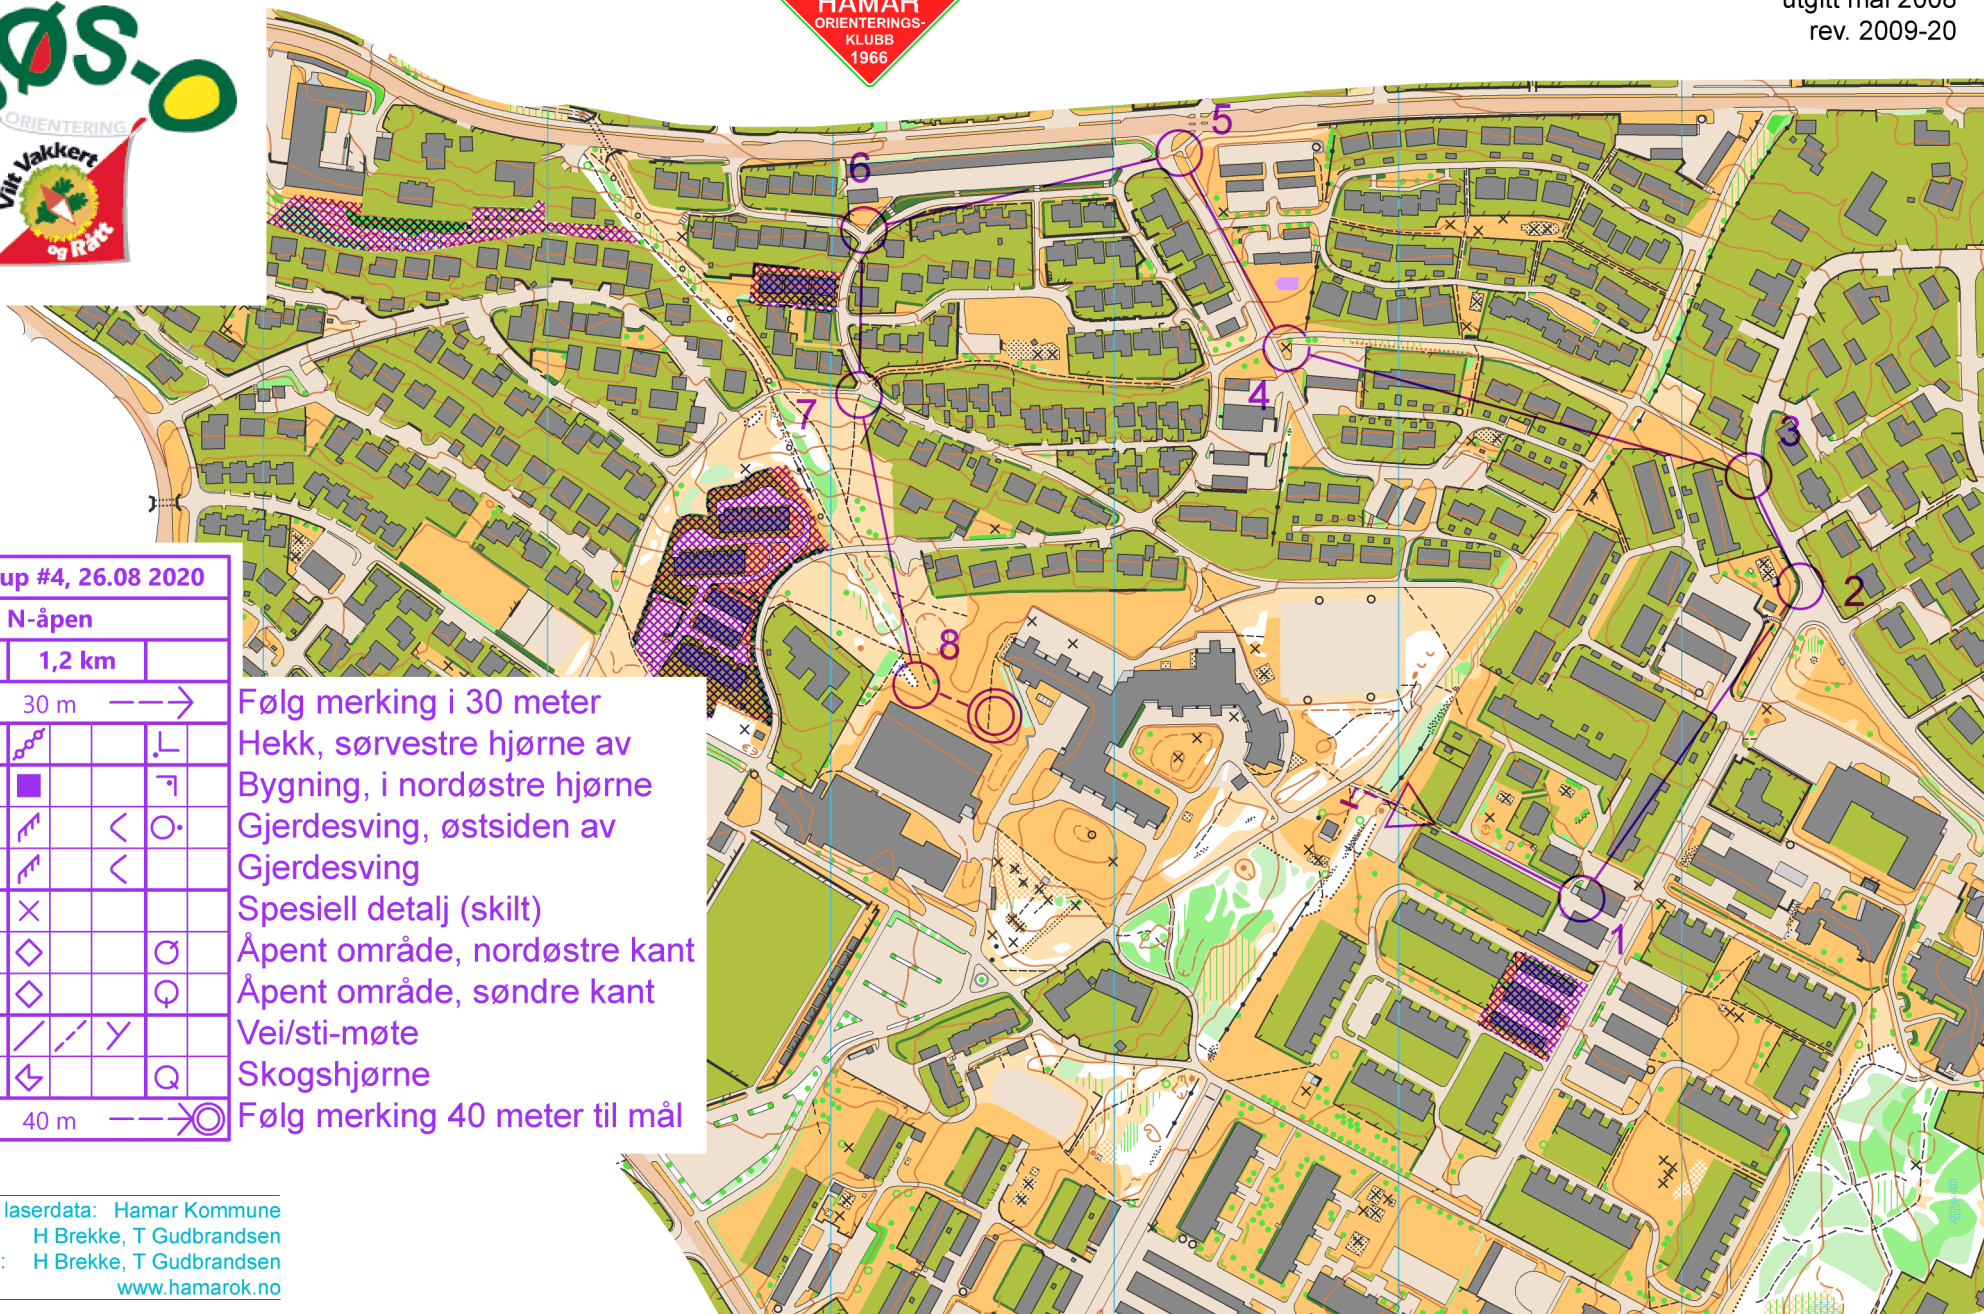 ØS-O
ORIENTERING
Vilt Vakkert
og Rått
HAMAR
ORIENTERINGS-
KLUBB
1966
utgitt mai 2008
rev. 2009-20
5
6
4
3
7
2
8
1
up #4, 26.08 2020
N-åpen
1,2 km
30 m Følg merking i 30 meter
Hekk, sørvestre hjørne av
Bygning, i nordøstre hjørne
Gjerdesving, østsiden av
Gjerdesving
Spesiell detalj (skilt)
Åpent område, nordøstre kant
Åpent område, søndre kant
Vei/sti-møte
Skogshjørne
40 m Følg merking 40 meter til mål
laserdata: Hamar Kommune
H Brekke, T Gudbrandsen
: H Brekke, T Gudbrandsen
www.hamarok.no